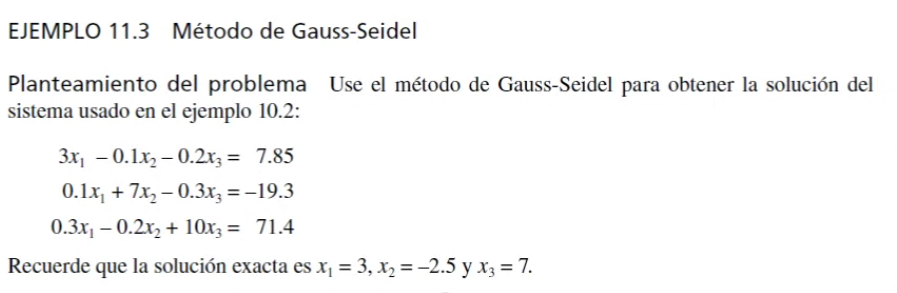 EJEMPLO 11.3 Método de Gauss-Seidel
Planteamiento del problema Use el método de Gauss-Seidel para obtener la solución del
sistema usado en el ejemplo 10.2:
3x₁ – 0.1x₂ – 0.2x₃ = 7.85
0.1x₁ + 7x₂ – 0.3x₃ = –19.3
0.3x₁ – 0.2x₂ + 10x₃ = 71.4
Recuerde que la solución exacta es x₁ = 3, x₂ = –2.5 y x₃ = 7.